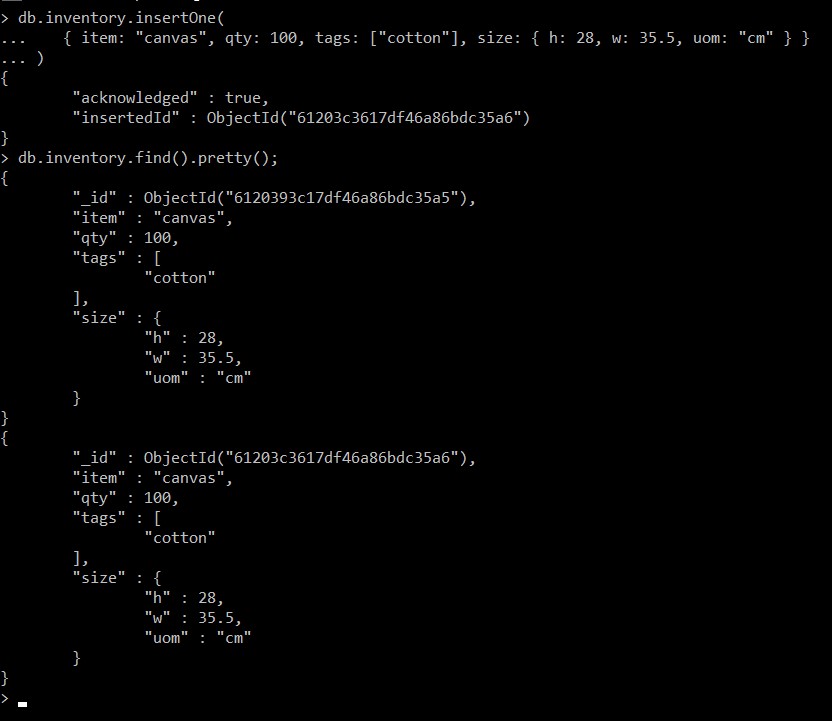 > db.inventory.insertOne(
...    { item: "canvas", qty: 100, tags: ["cotton"], size: { h: 28, w: 35.5, uom: "cm" } }
... )
{
        "acknowledged" : true,
        "insertedId" : ObjectId("61203c3617df46a86bdc35a6")
}
> db.inventory.find().pretty();
{
        "_id" : ObjectId("6120393c17df46a86bdc35a5"),
        "item" : "canvas",
        "qty" : 100,
        "tags" : [
                "cotton"
        ],
        "size" : {
                "h" : 28,
                "w" : 35.5,
                "uom" : "cm"
        }
}
{
        "_id" : ObjectId("61203c3617df46a86bdc35a6"),
        "item" : "canvas",
        "qty" : 100,
        "tags" : [
                "cotton"
        ],
        "size" : {
                "h" : 28,
                "w" : 35.5,
                "uom" : "cm"
        }
}
>